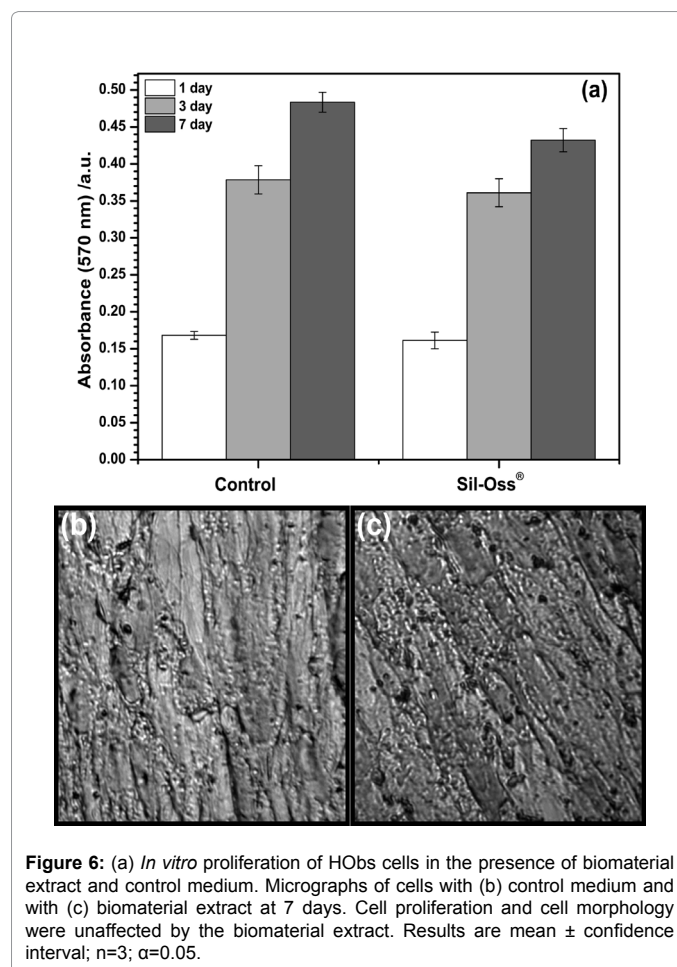 (a)
1 day
3 day
7 day
0.50
0.45
0.40
0.35
0.30
0.25
0.20
0.15
0.10
0.05
0.00
Absorbance (570 nm) /a.u.
Control
Sil-Oss®
(b)
(c)
Figure 6: (a) In vitro proliferation of HObs cells in the presence of biomaterial
extract and control medium. Micrographs of cells with (b) control medium and
with (c) biomaterial extract at 7 days. Cell proliferation and cell morphology
were unaffected by the biomaterial extract. Results are mean ± confidence
interval; n=3; α=0.05.